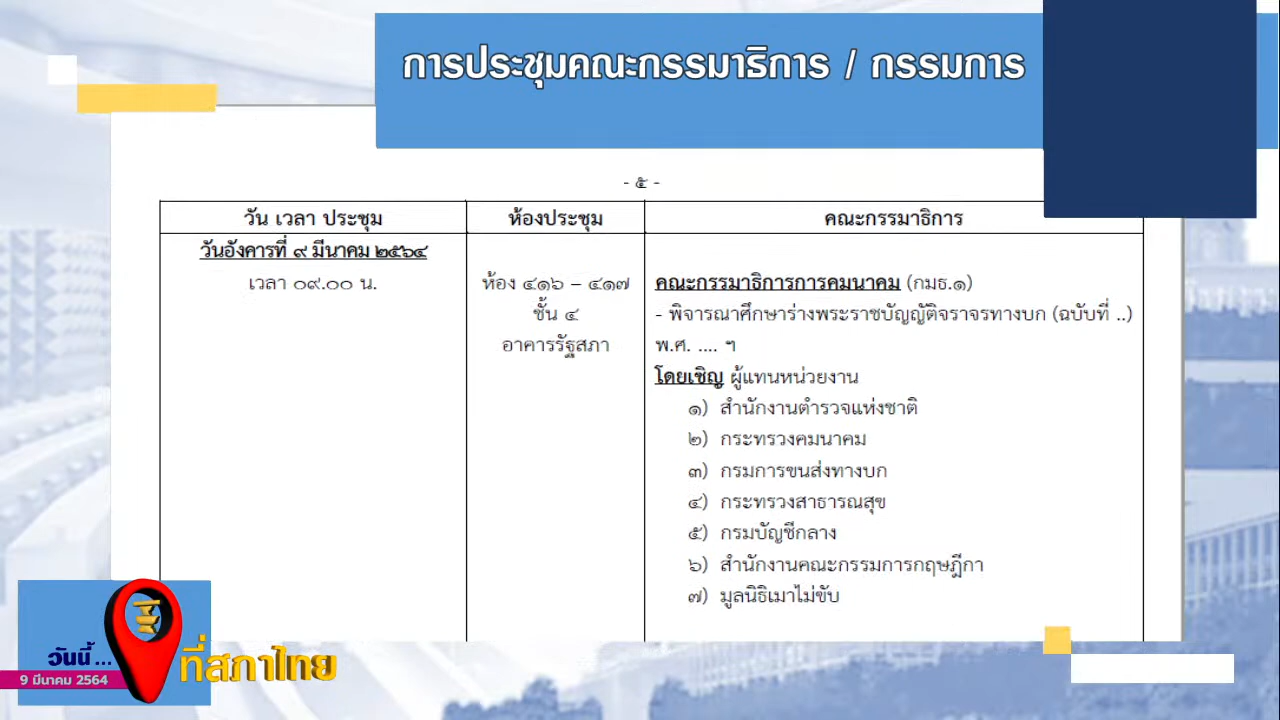 การประชุมคณะกรรมาธิการ / กรรมการ
- ๕ -
วัน เวลา ประชุม
ห้องประชุม
คณะกรรมาธิการ
วันอังคารที่ ๙ มีนาคม ๒๕๖๔
เวลา ๐๙.๐๐ น.
ห้อง ๔๑๖ – ๔๑๗
ชั้น ๔
อาคารรัฐสภา
คณะกรรมาธิการการคมนาคม (กมธ.๑)
- พิจารณาศึกษาร่างพระราชบัญญัติจราจรทางบก (ฉบับที่ ..)
พ.ศ. .... ฯ
โดยเชิญ ผู้แทนหน่วยงาน
๑) สำนักงานตำรวจแห่งชาติ
๒) กระทรวงคมนาคม
๓) กรมการขนส่งทางบก
๔) กระทรวงสาธารณสุข
๕) กรมบัญชีกลาง
๖) สำนักงานคณะกรรมการกฤษฎีกา
๗) มูลนิธิเมาไม่ขับ
วันนี้...
ที่สภาไทย
9 มีนาคม 2564